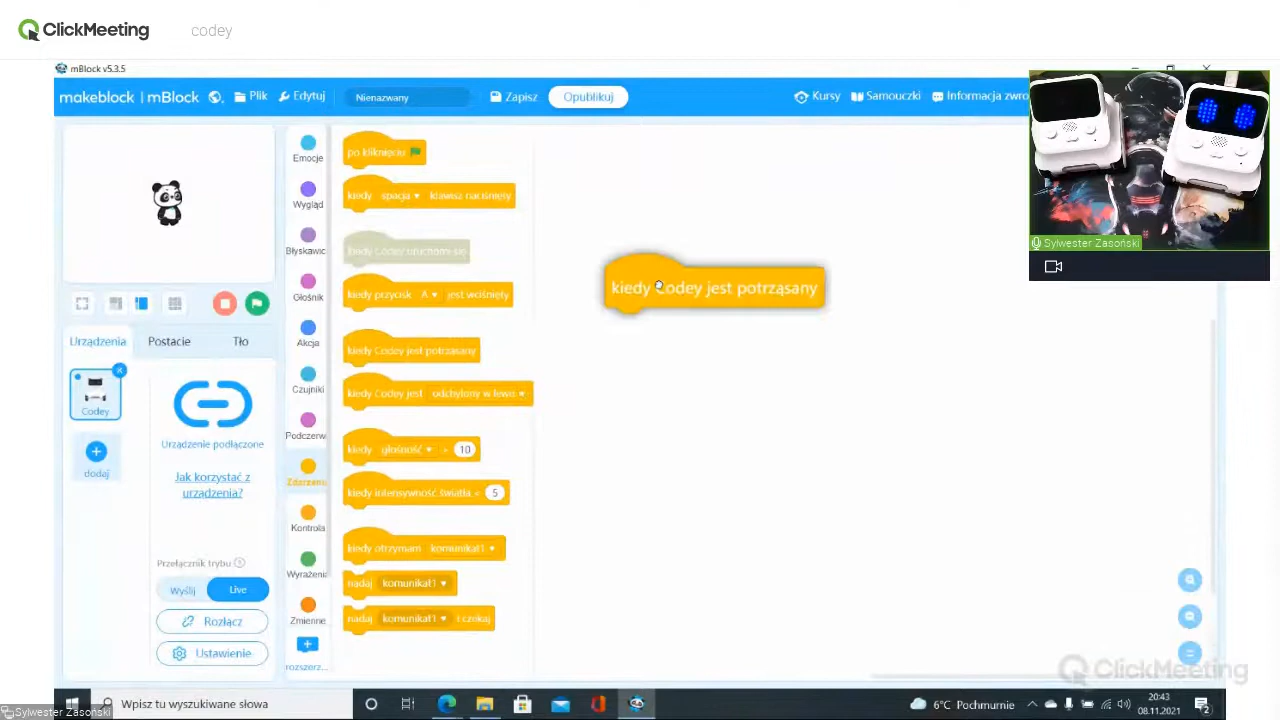 ClickMeeting codey
mBlock v5.3.5
makeblock | mBlock Plik Edytuj Nienazwany Zapisz Opublikuj Kursy Samouczki Informacja zwro
Emocje
Wygląd
Błyskawic
Głośnik
Akcja
Czujniki
Podczerw
Zdarzeni
Kontrola
Wyrażenia
Zmienne
rozszerz...
po kliknięciu
kiedy spacja klawisz naciśnięty
kiedy Codey uruchomi się
kiedy przycisk A jest wciśnięty
kiedy Codey jest potrząsany
kiedy Codey jest odchylony w lewo
kiedy głośność > 10
kiedy intensywność światła < 5
kiedy otrzymam komunikat1
nadaj komunikat1
nadaj komunikat1 i czekaj
kiedy Codey jest potrząsany
Urządzenia Postacie Tło
Codey
dodaj
Urządzenie podłączone
Jak korzystać z
urządzenia?
Przełącznik trybu
Wyślij Live
Rozłącz
Ustawienie
Sylwester Zasoński
ClickMeeting
Wpisz tu wyszukiwane słowa
6°C Pochmurnie
20:43
08.11.2021
2
Sylwester Zasoński